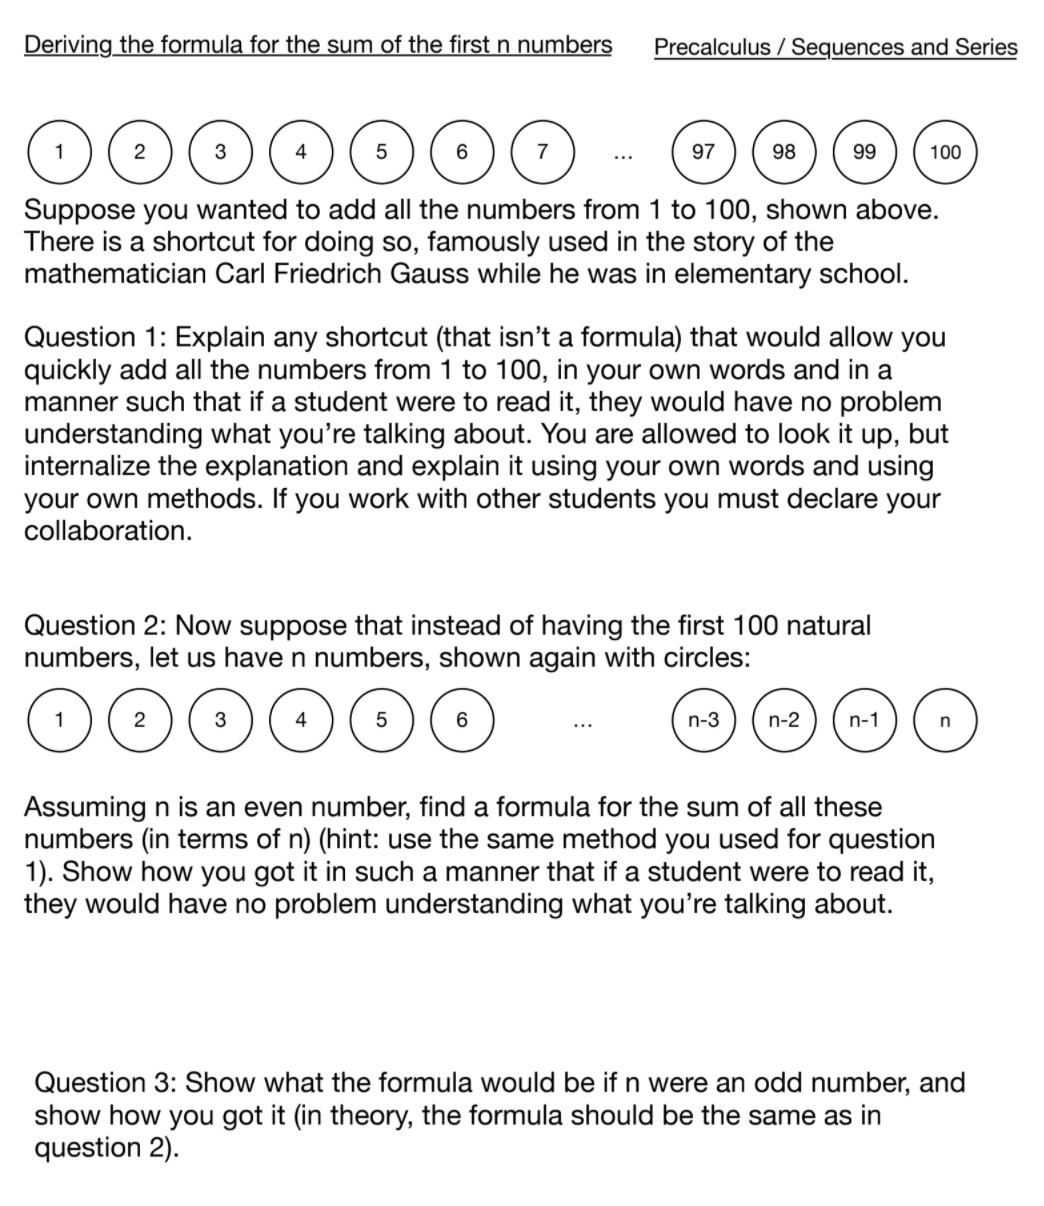 Deriving the formula for the sum of the first n numbers Precalculus / Sequences and Series
1 2 3 4 5 6 7 ... 97 98 99 100
Suppose you wanted to add all the numbers from 1 to 100, shown above.
There is a shortcut for doing so, famously used in the story of the
mathematician Carl Friedrich Gauss while he was in elementary school.
Question 1: Explain any shortcut (that isn’t a formula) that would allow you
quickly add all the numbers from 1 to 100, in your own words and in a
manner such that if a student were to read it, they would have no problem
understanding what you’re talking about. You are allowed to look it up, but
internalize the explanation and explain it using your own words and using
your own methods. If you work with other students you must declare your
collaboration.
Question 2: Now suppose that instead of having the first 100 natural
numbers, let us have n numbers, shown again with circles:
1 2 3 4 5 6 ... n-3 n-2 n-1 n
Assuming n is an even number, find a formula for the sum of all these
numbers (in terms of n) (hint: use the same method you used for question
1). Show how you got it in such a manner that if a student were to read it,
they would have no problem understanding what you’re talking about.
Question 3: Show what the formula would be if n were an odd number, and
show how you got it (in theory, the formula should be the same as in
question 2).